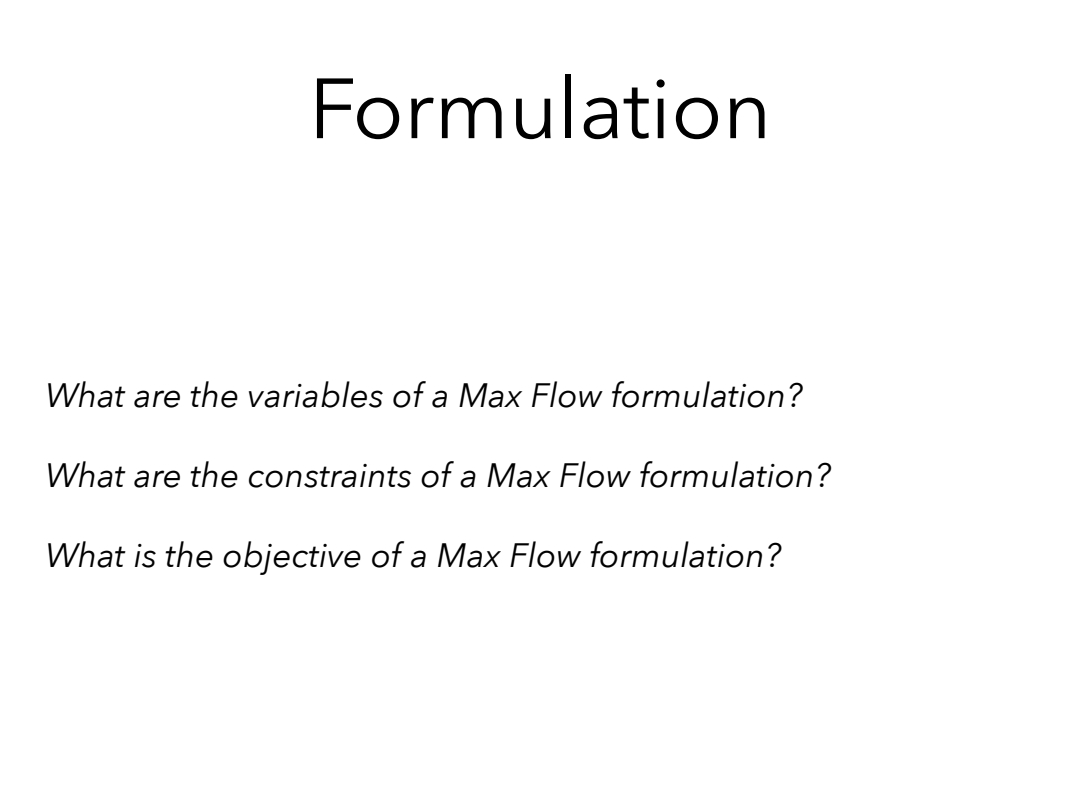 Formulation
What are the variables of a Max Flow formulation?
What are the constraints of a Max Flow formulation?
What is the objective of a Max Flow formulation?